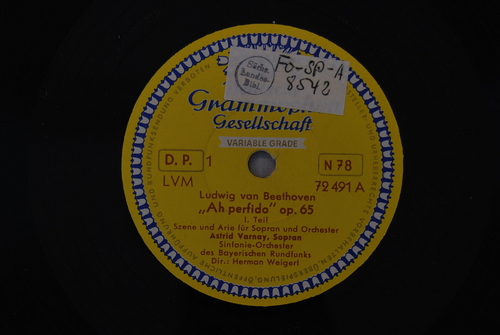 Sächs.
Landes-
Bibl.
FO-SP-A
8542
Gesellschaft
VARIABLE GRADE
D. P. 1
N 78
LVM
72 491 A
Ludwig van Beethoven
„Ah perfido" op. 65
I. Teil
Szene und Arie für Sopran und Orchester
Astrid Varnay, Sopran
Sinfonie-Orchester
des Bayerischen Rundfunks
Dir.: Herman Weigert